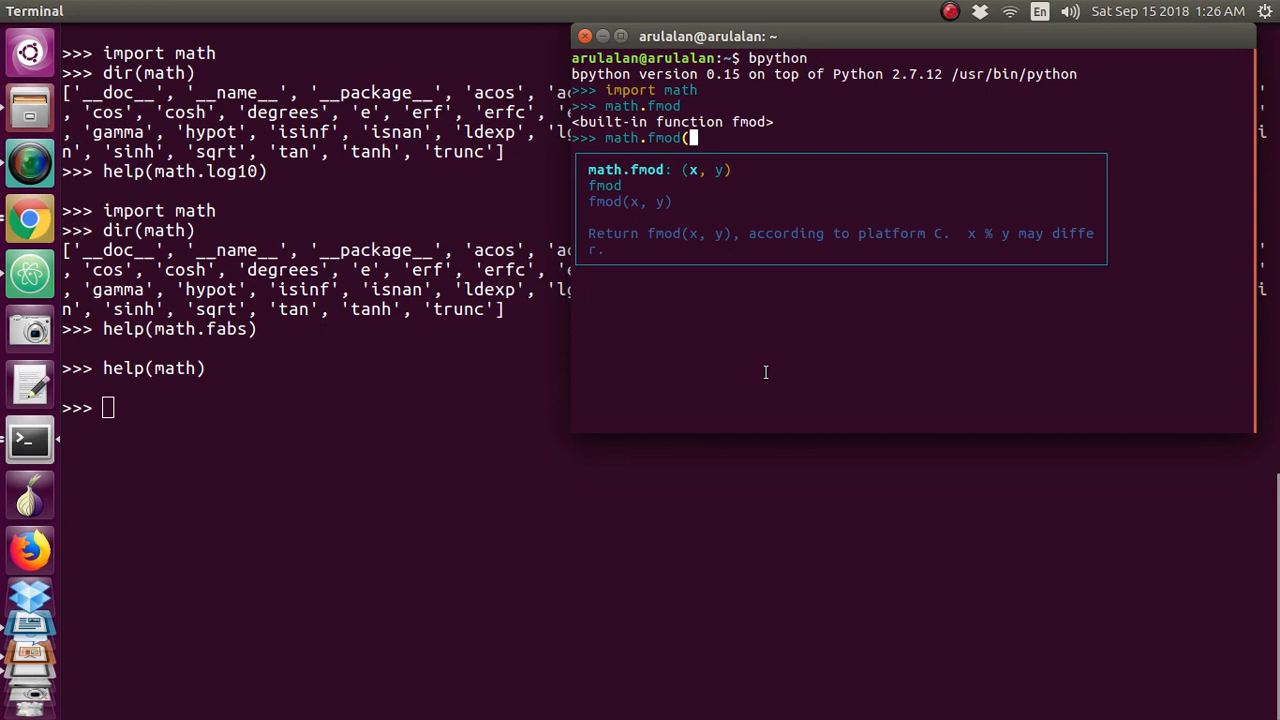 Terminal
En
Sat Sep 15 2018 1:26 AM
>>> import math
>>> dir(math)
['__doc__', '__name__', '__package__', 'acos', 'ac
, 'cos', 'cosh', 'degrees', 'e', 'erf', 'erfc',
, 'gamma', 'hypot', 'isinf', 'isnan', 'ldexp', 'lg
n', 'sinh', 'sqrt', 'tan', 'tanh', 'trunc']
>>> help(math.log10)
>>> import math
>>> dir(math)
['__doc__', '__name__', '__package__', 'acos', 'ac
, 'cos', 'cosh', 'degrees', 'e', 'erf', 'erfc',
, 'gamma', 'hypot', 'isinf', 'isnan', 'ldexp', 'lg
n', 'sinh', 'sqrt', 'tan', 'tanh', 'trunc']
>>> help(math.fabs)
>>> help(math)
>>>
arulalan@arulalan: ~
arulalan@arulalan:~$ bpython
bpython version 0.15 on top of Python 2.7.12 /usr/bin/python
>>> import math
>>> math.fmod
<built-in function fmod>
>>> math.fmod(
math.fmod: (x, y)
fmod
fmod(x, y)
Return fmod(x, y), according to platform C.  x % y may diffe
r.